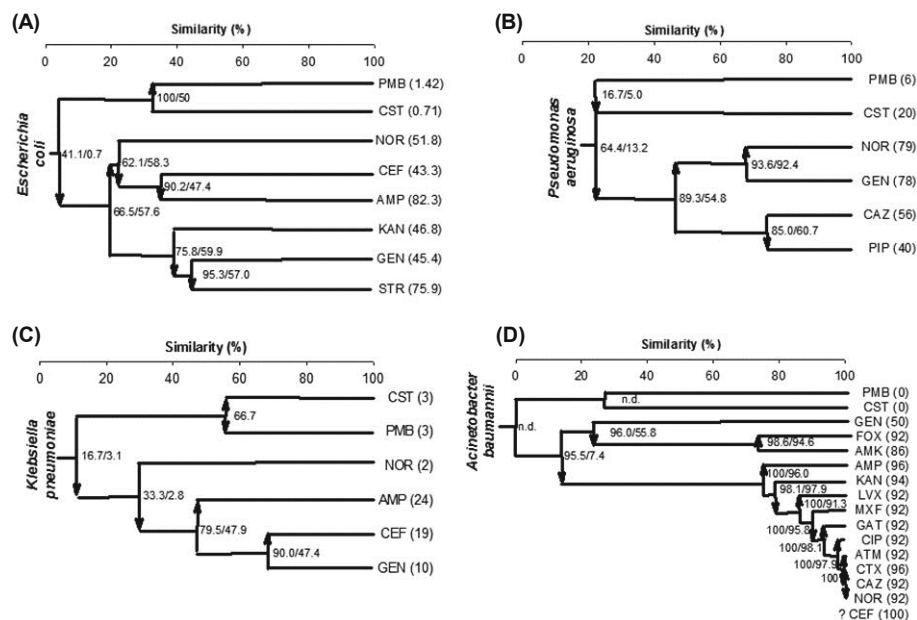 (A)
Similarity (%)
0 20 40 60 80 100
Escherichia
coli
PMB (1.42)
100/50
CST (0.71)
NOR (51.8)
41.1/0.7
62.1/58.3
CEF (43.3)
90.2/47.4
AMP (82.3)
66.5/57.6
KAN (46.8)
75.8/59.9
GEN (45.4)
95.3/57.0
STR (75.9)
(B)
Similarity (%)
0 20 40 60 80 100
Pseudomonas
aeruginosa
PMB (6)
16.7/5.0
CST (20)
64.4/13.2
NOR (79)
93.6/92.4
GEN (78)
89.3/54.8
CAZ (56)
85.0/60.7
PIP (40)
(C)
Similarity (%)
0 20 40 60 80 100
Klebsiella
pneumoniae
CST (3)
66.7
PMB (3)
16.7/3.1
NOR (2)
33.3/2.8
AMP (24)
79.5/47.9
CEF (19)
90.0/47.4
GEN (10)
(D)
Similarity (%)
0 20 40 60 80 100
Acinetobacter
baumannii
PMB (0)
n.d.
CST (0)
n.d.
GEN (50)
96.0/55.8
FOX (92)
98.6/94.6
AMK (86)
95.5/7.4
AMP (96)
100/96.0
KAN (94)
98.1/97.9
LVX (92)
100/91.3
MXF (92)
100/95.8
GAT (92)
CIP (92)
100/98.1
ATM (92)
100/97.9
CTX (96)
100
CAZ (92)
NOR (92)
? CEF (100)